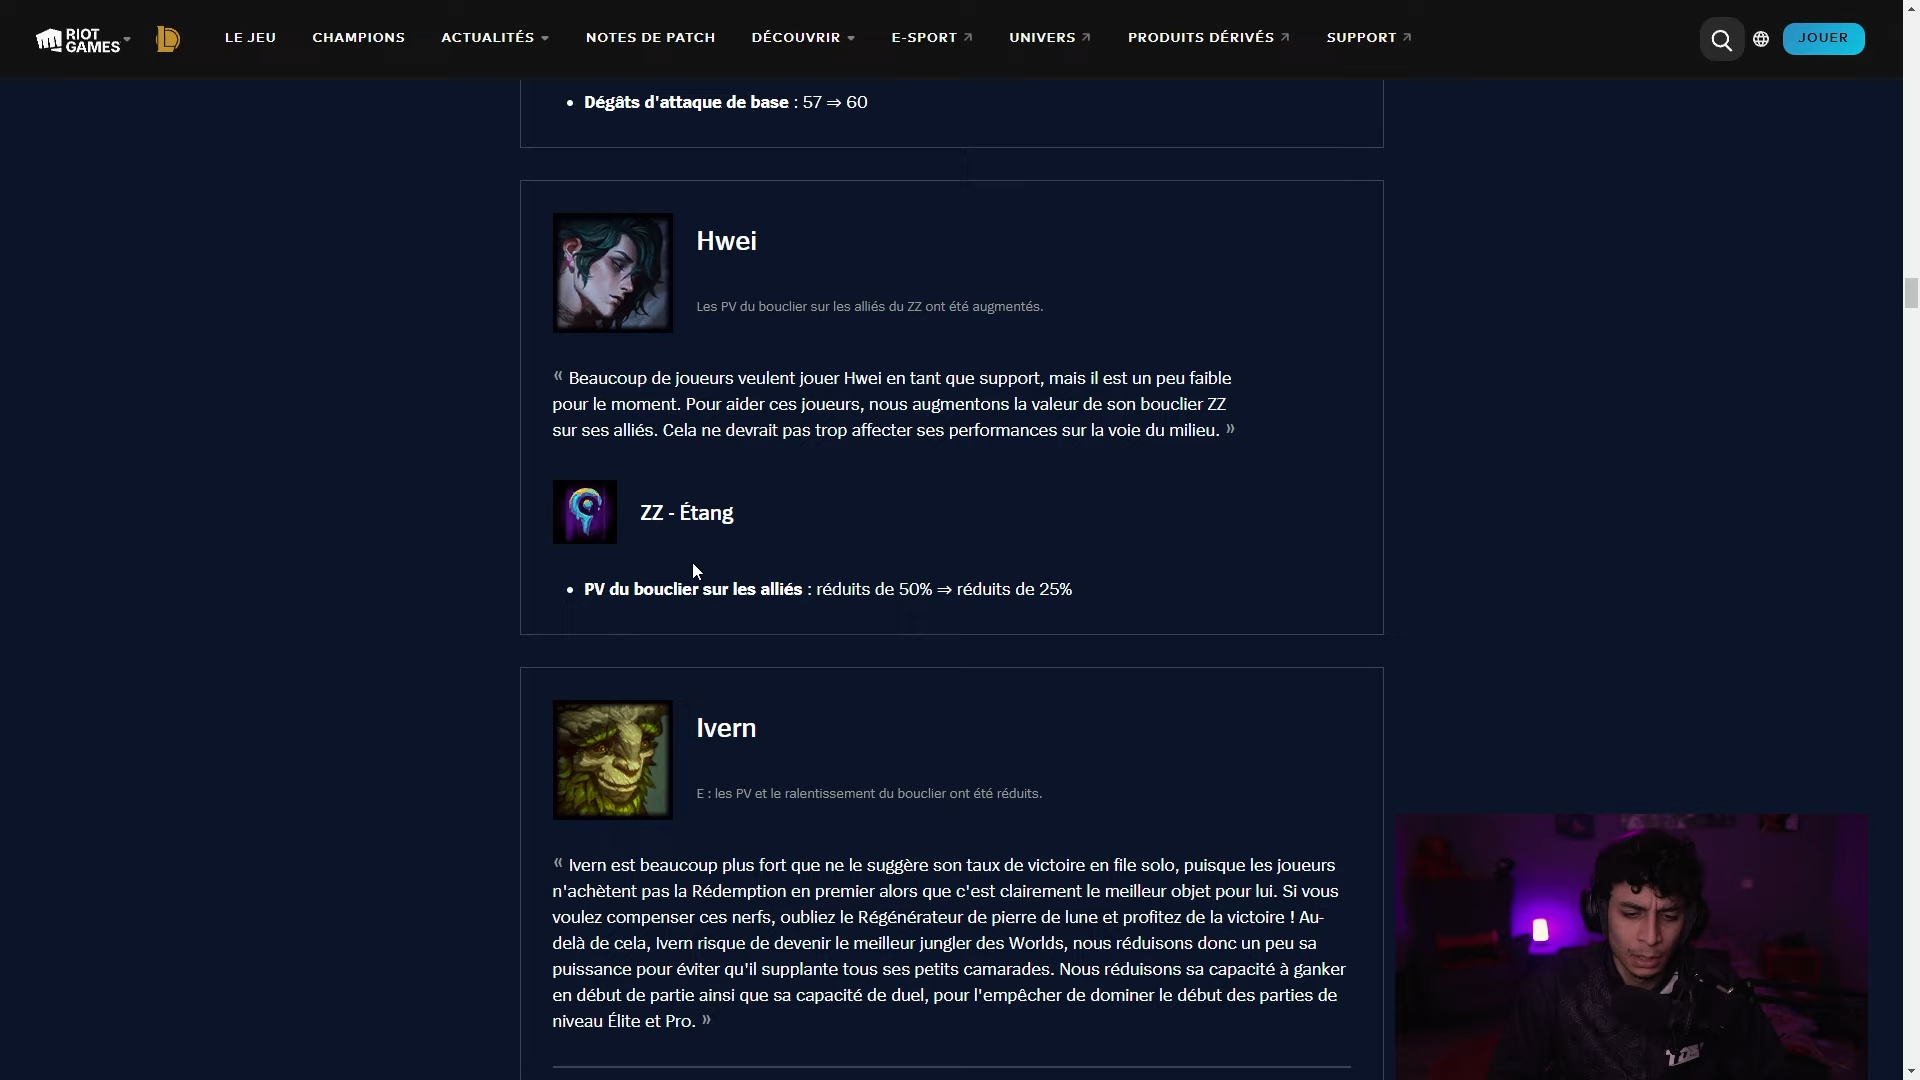 RIOT GAMES
LE JEU
CHAMPIONS
ACTUALITÉS
NOTES DE PATCH
DÉCOUVRIR
E-SPORT
UNIVERS
PRODUITS DÉRIVÉS
SUPPORT
JOUER
• Dégâts d'attaque de base : 57 ⇒ 60
Hwei
Les PV du bouclier sur les alliés du ZZ ont été augmentés.
« Beaucoup de joueurs veulent jouer Hwei en tant que support, mais il est un peu faible
pour le moment. Pour aider ces joueurs, nous augmentons la valeur de son bouclier ZZ
sur ses alliés. Cela ne devrait pas trop affecter ses performances sur la voie du milieu. »
ZZ - Étang
• PV du bouclier sur les alliés : réduits de 50% ⇒ réduits de 25%
Ivern
E : les PV et le ralentissement du bouclier ont été réduits.
« Ivern est beaucoup plus fort que ne le suggère son taux de victoire en file solo, puisque les joueurs
n'achètent pas la Rédemption en premier alors que c'est clairement le meilleur objet pour lui. Si vous
voulez compenser ces nerfs, oubliez le Régénérateur de pierre de lune et profitez de la victoire ! Au-
delà de cela, Ivern risque de devenir le meilleur jungler des Worlds, nous réduisons donc un peu sa
puissance pour éviter qu'il supplante tous ses petits camarades. Nous réduisons sa capacité à ganker
en début de partie ainsi que sa capacité de duel, pour l'empêcher de dominer le début des parties de
niveau Élite et Pro. »